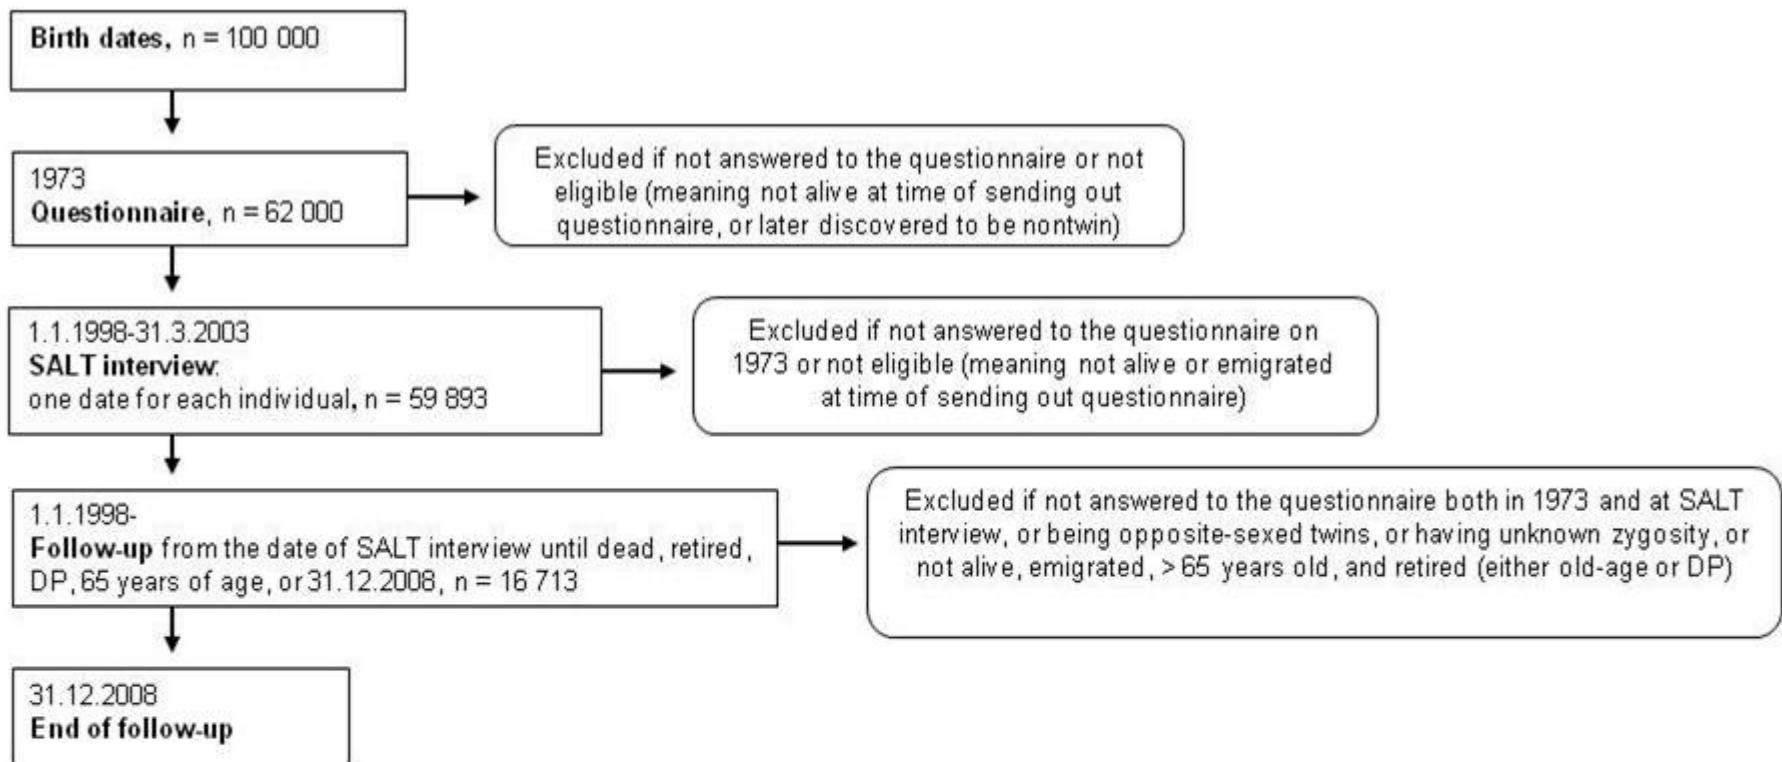 Birth dates, n = 100 000
1973
Questionnaire, n = 62 000
Excluded if not answered to the questionnaire or not
eligible (meaning not alive at time of sending out
questionnaire, or later discovered to be nontwin)
1.1.1998-31.3.2003
SALT interview:
one date for each individual, n = 59 893
Excluded if not answered to the questionnaire on
1973 or not eligible (meaning not alive or emigrated
at time of sending out questionnaire)
1.1.1998-
Follow-up from the date of SALT interview until dead, retired,
DP, 65 years of age, or 31.12.2008, n = 16 713
Excluded if not answered to the questionnaire both in 1973 and at SALT
interview, or being opposite-sexed twins, or having unknown zygosity, or
not alive, emigrated, > 65 years old, and retired (either old-age or DP)
31.12.2008
End of follow-up